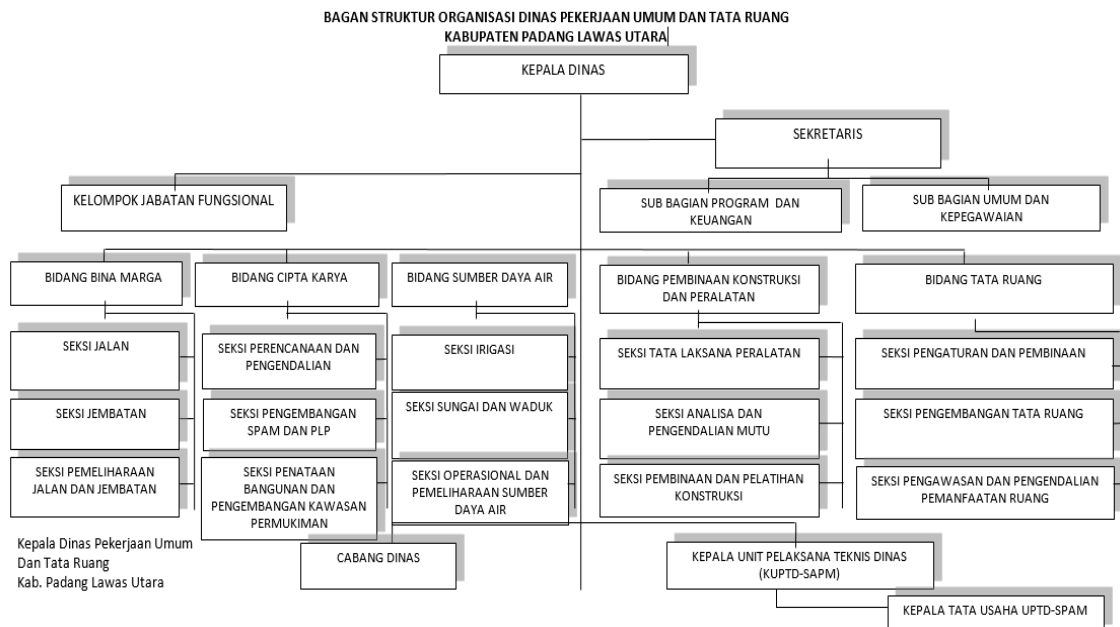 BAGAN STRUKTUR ORGANISASI DINAS PEKERJAAN UMUM DAN TATA RUANG
KABUPATEN PADANG LAWAS UTARA
KEPALA DINAS
SEKRETARIS
KELOMPOK JABATAN FUNGSIONAL
SUB BAGIAN PROGRAM DAN
KEUANGAN
SUB BAGIAN UMUM DAN
KEPEGAWAIAN
BIDANG BINA MARGA
BIDANG CIPTA KARYA
BIDANG SUMBER DAYA AIR
BIDANG PEMBINAAN KONSTRUKSI
DAN PERALATAN
BIDANG TATA RUANG
SEKSI JALAN
SEKSI PERENCANAAN DAN
PENGENDALIAN
SEKSI IRIGASI
SEKSI TATA LAKSANA PERALATAN
SEKSI PENGATURAN DAN PEMBINAAN
SEKSI JEMBATAN
SEKSI PENGEMBANGAN
SPAM DAN PLP
SEKSI SUNGAI DAN WADUK
SEKSI ANALISA DAN
PENGENDALIAN MUTU
SEKSI PENGEMBANGAN TATA RUANG
SEKSI PEMELIHARAAN
JALAN DAN JEMBATAN
SEKSI PENATAAN
BANGUNAN DAN
PENGEMBANGAN KAWASAN
PERMUKIMAN
SEKSI OPERASIONAL DAN
PEMELIHARAAN SUMBER
DAYA AIR
SEKSI PEMBINAAN DAN PELATIHAN
KONSTRUKSI
SEKSI PENGAWASAN DAN PENGENDALIAN
PEMANFAATAN RUANG
Kepala Dinas Pekerjaan Umum
Dan Tata Ruang
Kab. Padang Lawas Utara
CABANG DINAS
KEPALA UNIT PELAKSANA TEKNIS DINAS
(KUPTD-SAPM)
KEPALA TATA USAHA UPTD-SPAM